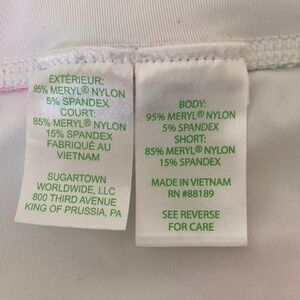 EXTÉRIEUR:
95% MERYL® NYLON
5% SPANDEX
COURT:
85% MERYL® NYLON
15% SPANDEX
FABRIQUÉ AU
VIETNAM
SUGARTOWN
WORLDWIDE, LLC
800 THIRD AVENUE
KING OF PRUSSIA, PA
BODY:
95% MERYL® NYLON
5% SPANDEX
SHORT:
85% MERYL® NYLON
15% SPANDEX
MADE IN VIETNAM
RN #88189
SEE REVERSE
FOR CARE